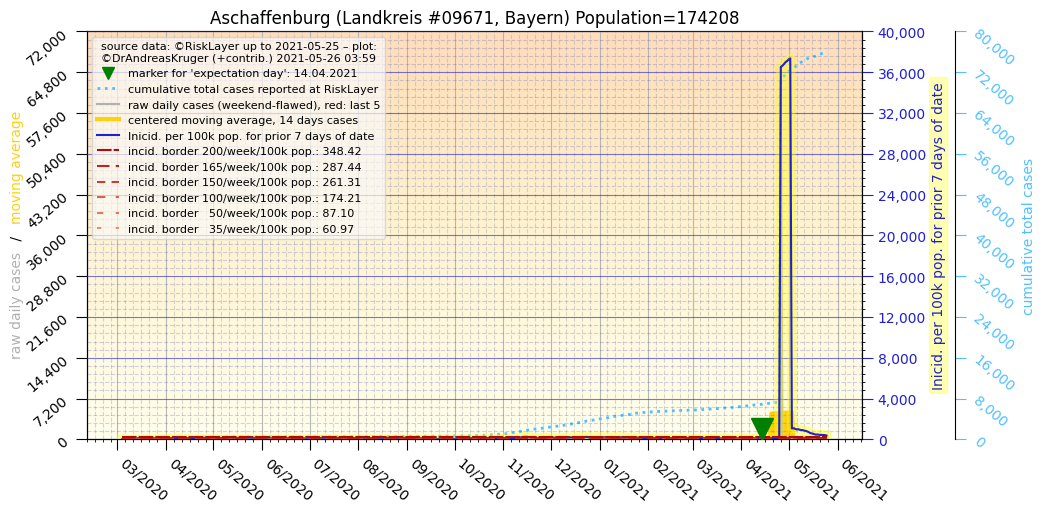 Aschaffenburg (Landkreis #09671, Bayern) Population=174208
source data: ©RiskLayer up to 2021-05-25 – plot:
©DrAndreasKruger (+contrib.) 2021-05-26 03:59
marker for 'expectation day': 14.04.2021
cumulative total cases reported at RiskLayer
raw daily cases (weekend-flawed), red: last 5
centered moving average, 14 days cases
Inicid. per 100k pop. for prior 7 days of date
incid. border 200/week/100k pop.: 348.42
incid. border 165/week/100k pop.: 287.44
incid. border 150/week/100k pop.: 261.31
incid. border 100/week/100k pop.: 174.21
incid. border   50/week/100k pop.: 87.10
incid. border   35/week/100k pop.: 60.97
raw daily cases / moving average
72,000
64,800
57,600
50,400
43,200
36,000
28,800
21,600
14,400
7,200
0
03/2020
04/2020
05/2020
06/2020
07/2020
08/2020
09/2020
10/2020
11/2020
12/2020
01/2021
02/2021
03/2021
04/2021
05/2021
06/2021
40,000
36,000
32,000
28,000
24,000
20,000
16,000
12,000
8,000
4,000
0
Inicid. per 100k pop. for prior 7 days of date
80,000
72,000
64,000
56,000
48,000
40,000
32,000
24,000
16,000
8,000
0
cumulative total cases